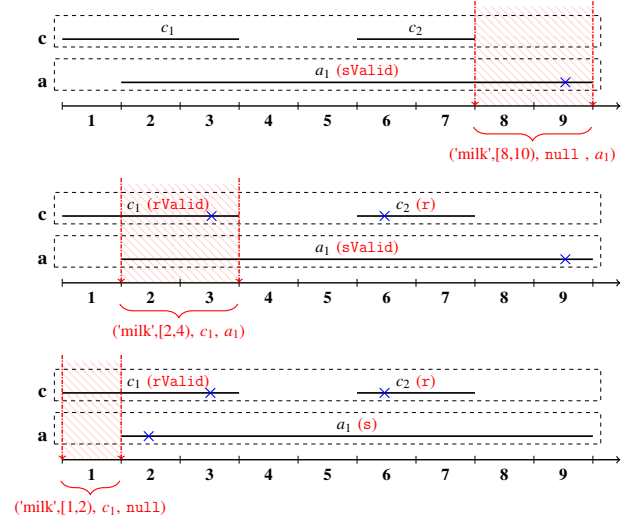 c c₁ c₂
a a₁ (sValid)
1 2 3 4 5 6 7 8 9
('milk',[8,10), null , a₁)
c c₁ (rValid) c₂ (r)
a a₁ (sValid)
1 2 3 4 5 6 7 8 9
('milk',[2,4), c₁, a₁)
c c₁ (rValid) c₂ (r)
a a₁ (s)
1 2 3 4 5 6 7 8 9
('milk',[1,2), c₁, null)